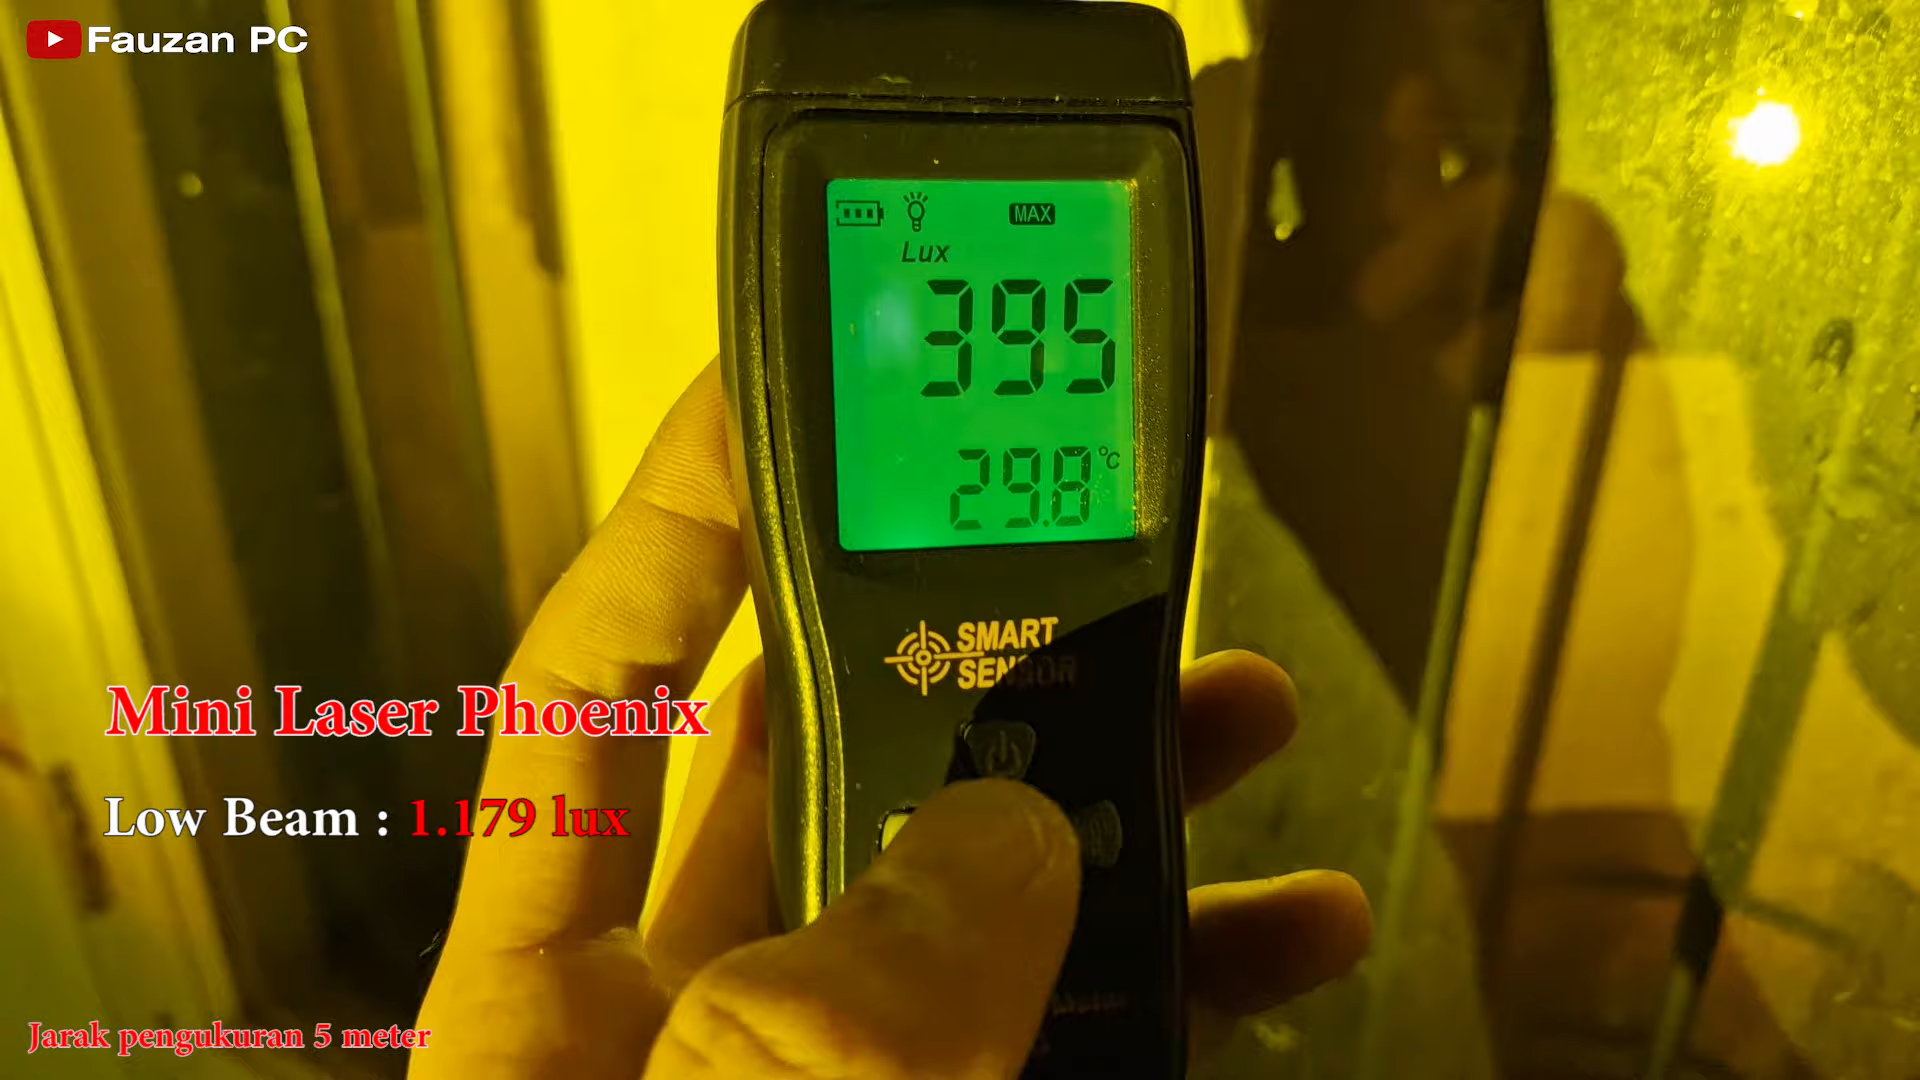 Fauzan PC
MAX
Lux
395
29.8 °C
SMART
SENSOR
Mini Laser Phoenix
Low Beam : 1.179 lux
Jarak pengukuran 5 meter